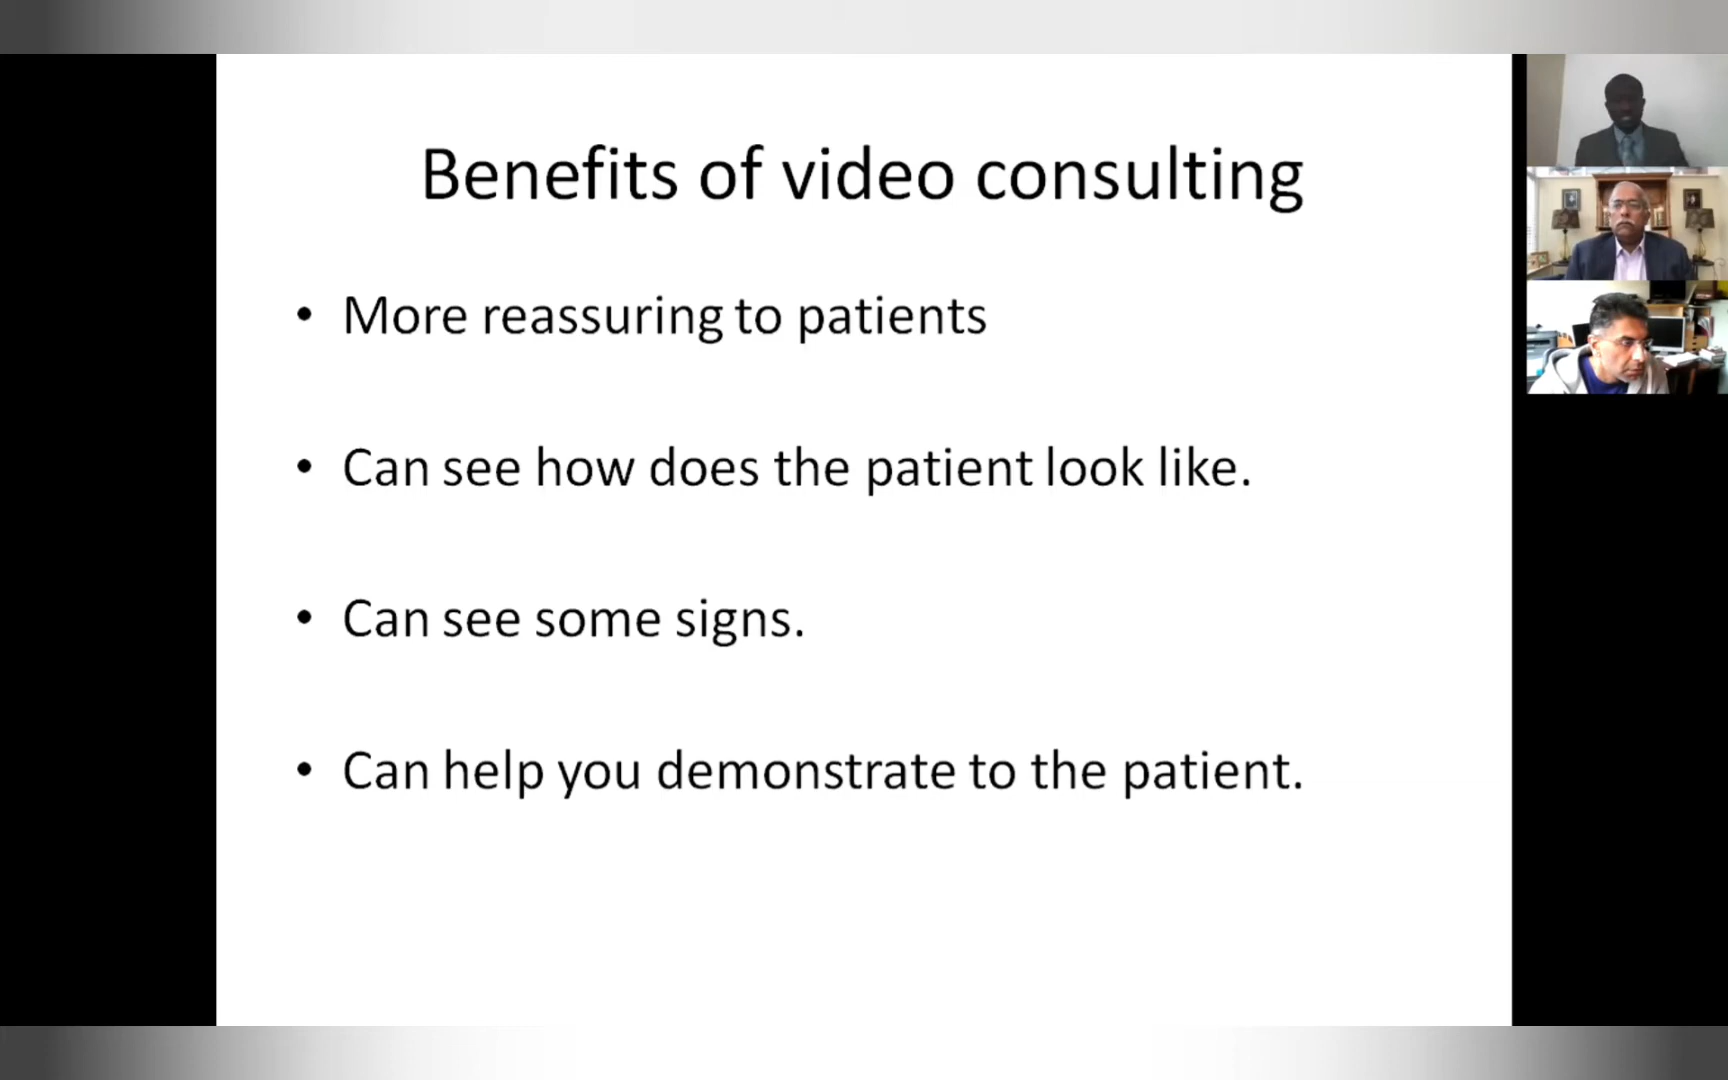 Benefits of video consulting
• More reassuring to patients
• Can see how does the patient look like.
• Can see some signs.
• Can help you demonstrate to the patient.